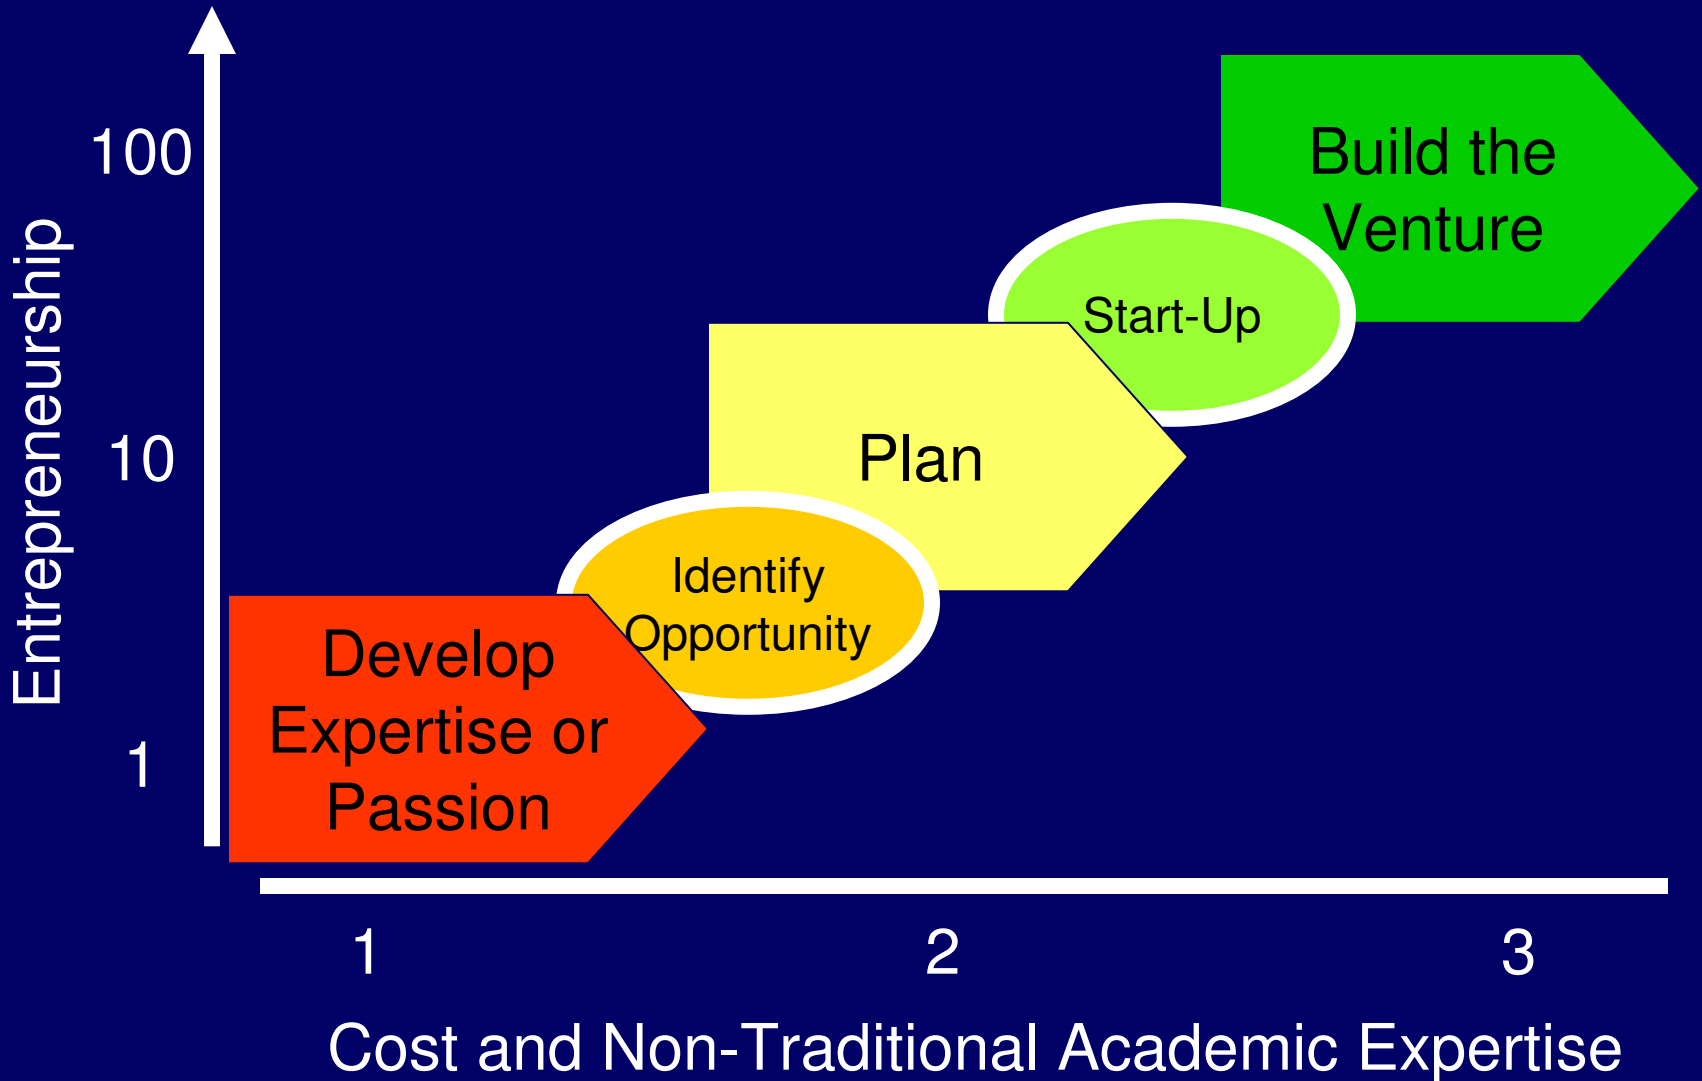 Entrepreneurship
100
10
1
Build the
Venture
Start-Up
Plan
Identify
Opportunity
Develop
Expertise or
Passion
1 2 3
Cost and Non-Traditional Academic Expertise